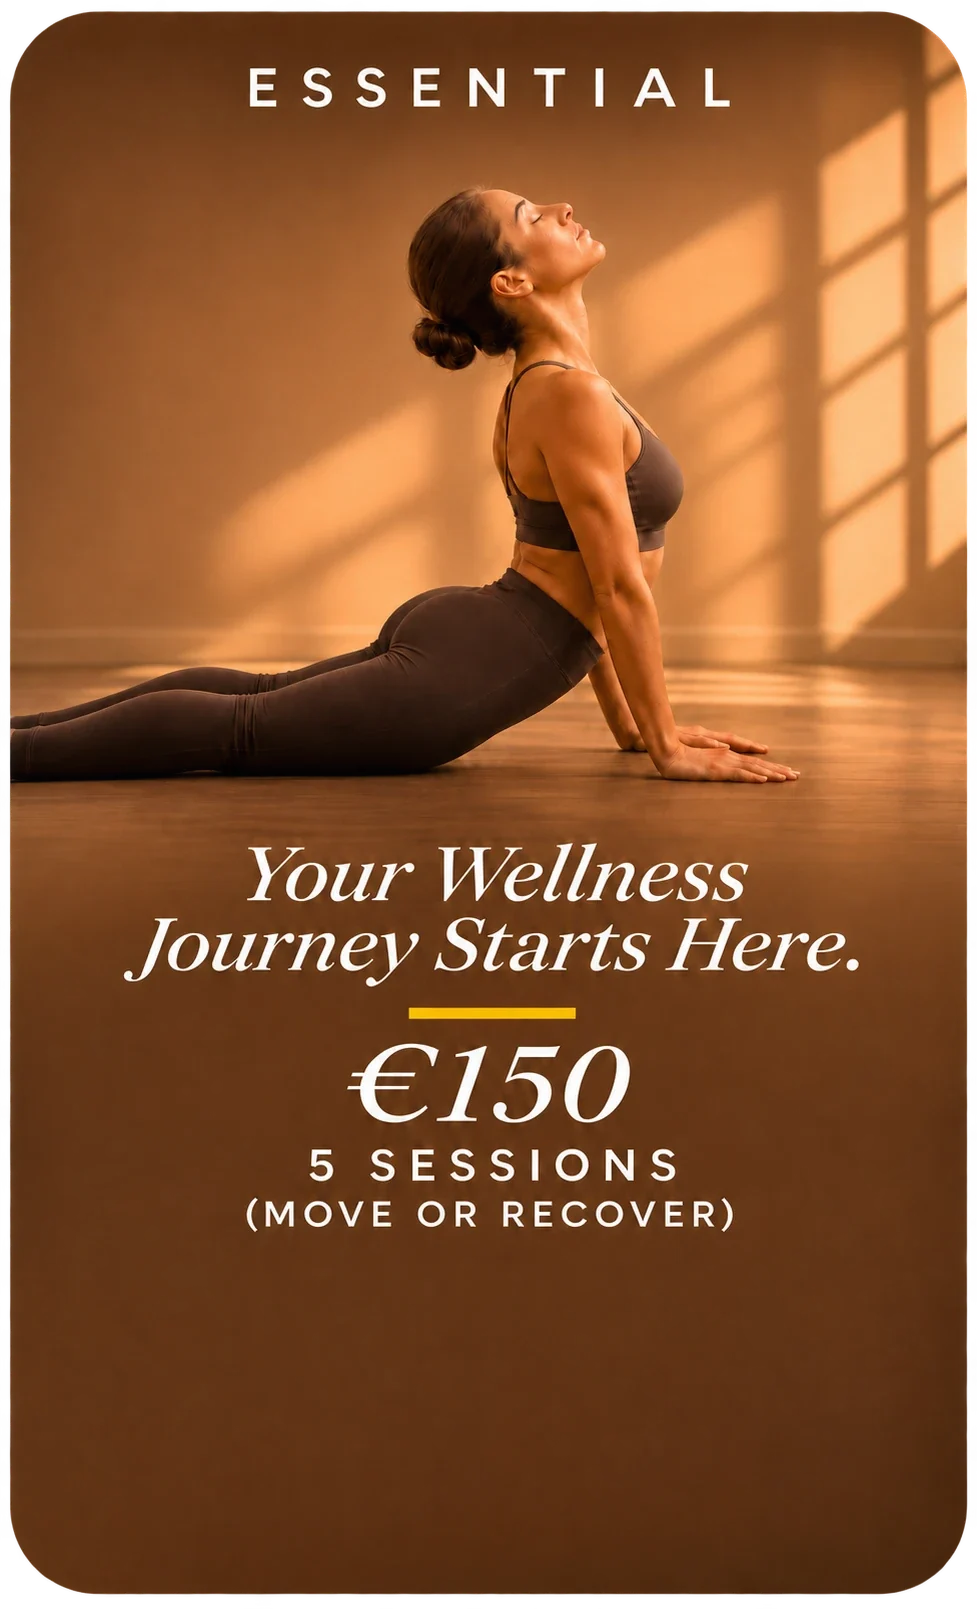 ESSENTIAL
Your Wellness
Journey Starts Here.
€150
5 SESSIONS
(MOVE OR RECOVER)